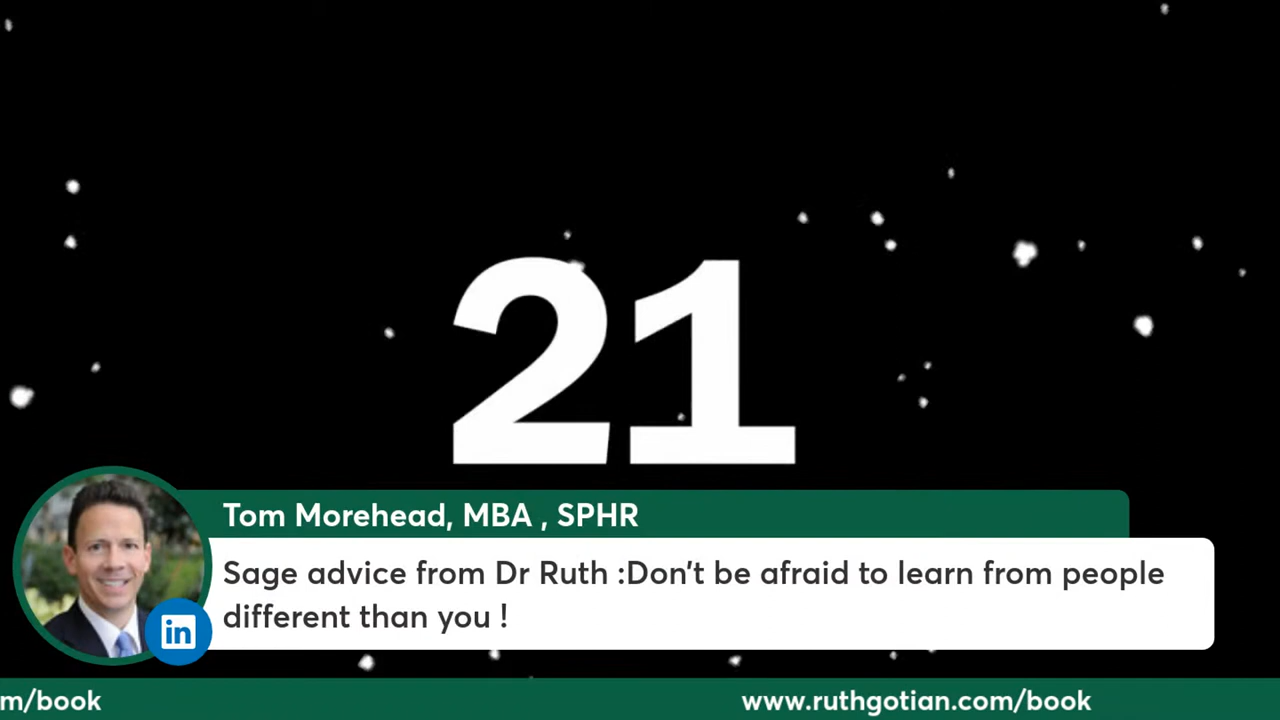 21
Tom Morehead, MBA , SPHR
Sage advice from Dr Ruth :Don't be afraid to learn from people
different than you !
in
m/book
www.ruthgotian.com/book